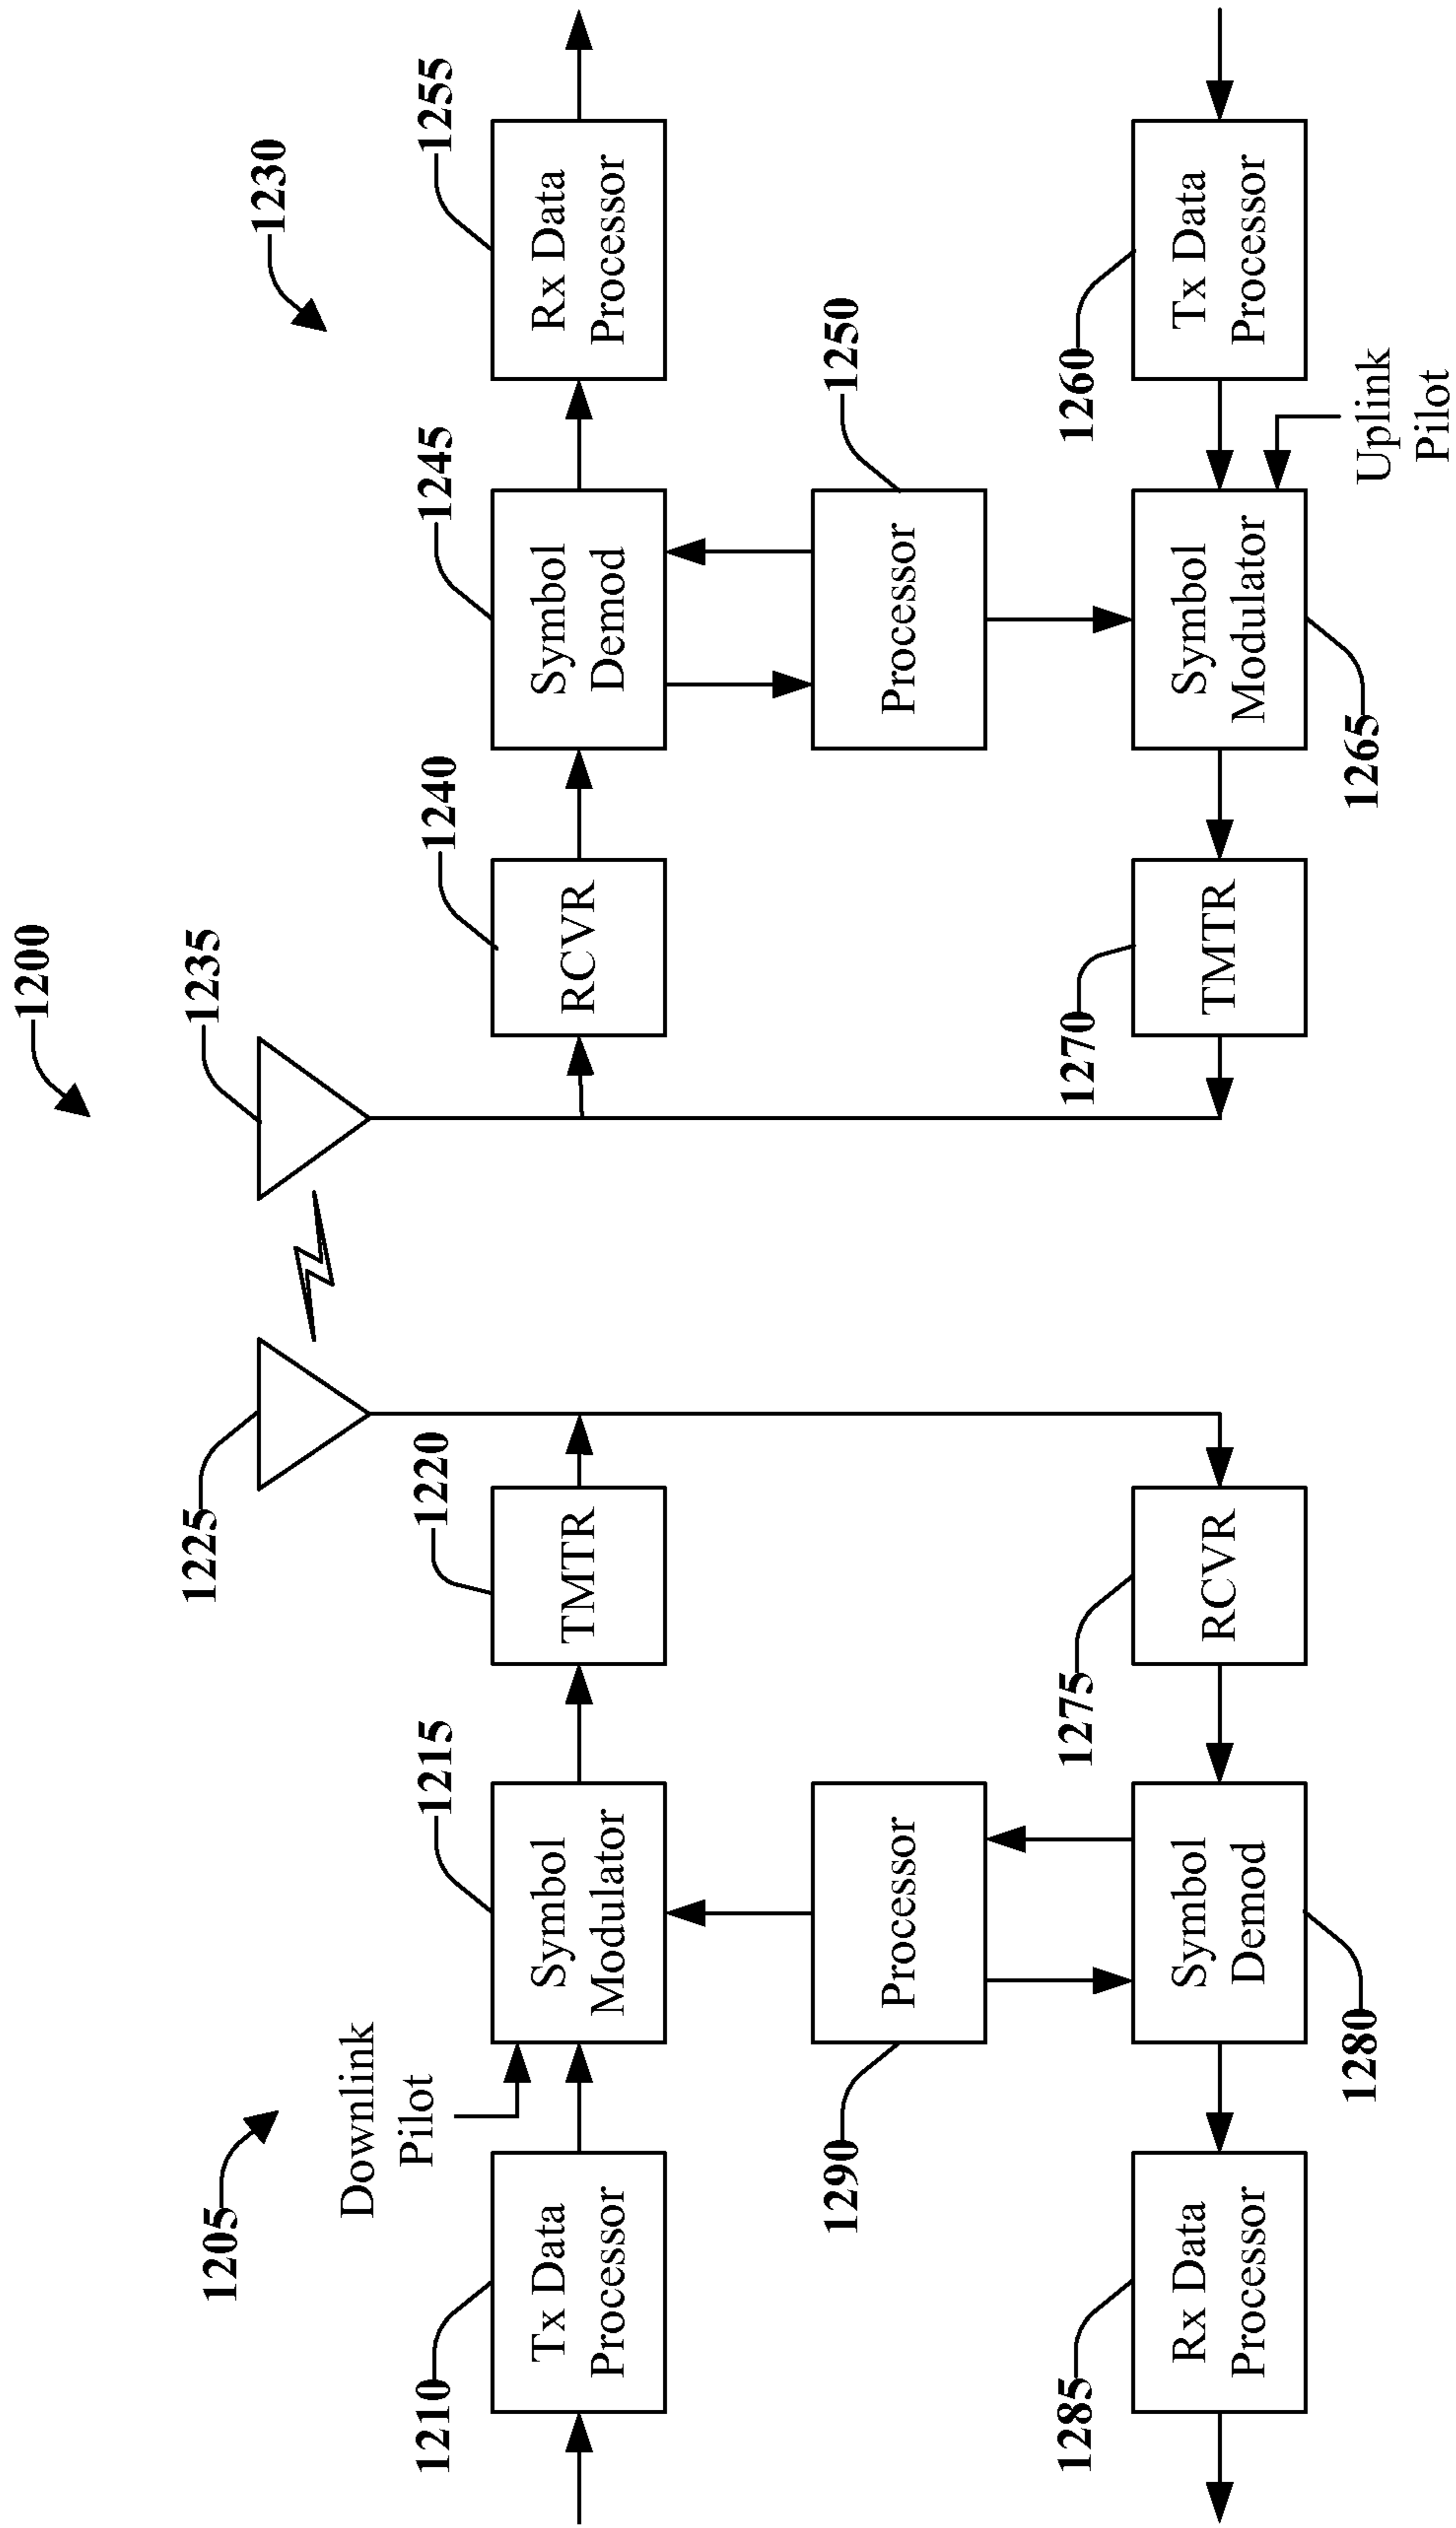 1200
1205
1225
1235
1230
Downlink
Pilot
1210
1215
1220
1240
1245
1255
Tx Data
Processor
Symbol
Modulator
TMTR
RCVR
Symbol
Demod
Rx Data
Processor
1290
Processor
Processor
1250
1285
1275
1270
1260
Rx Data
Processor
Symbol
Demod
RCVR
TMTR
Symbol
Modulator
Tx Data
Processor
1280
1265
Uplink
Pilot